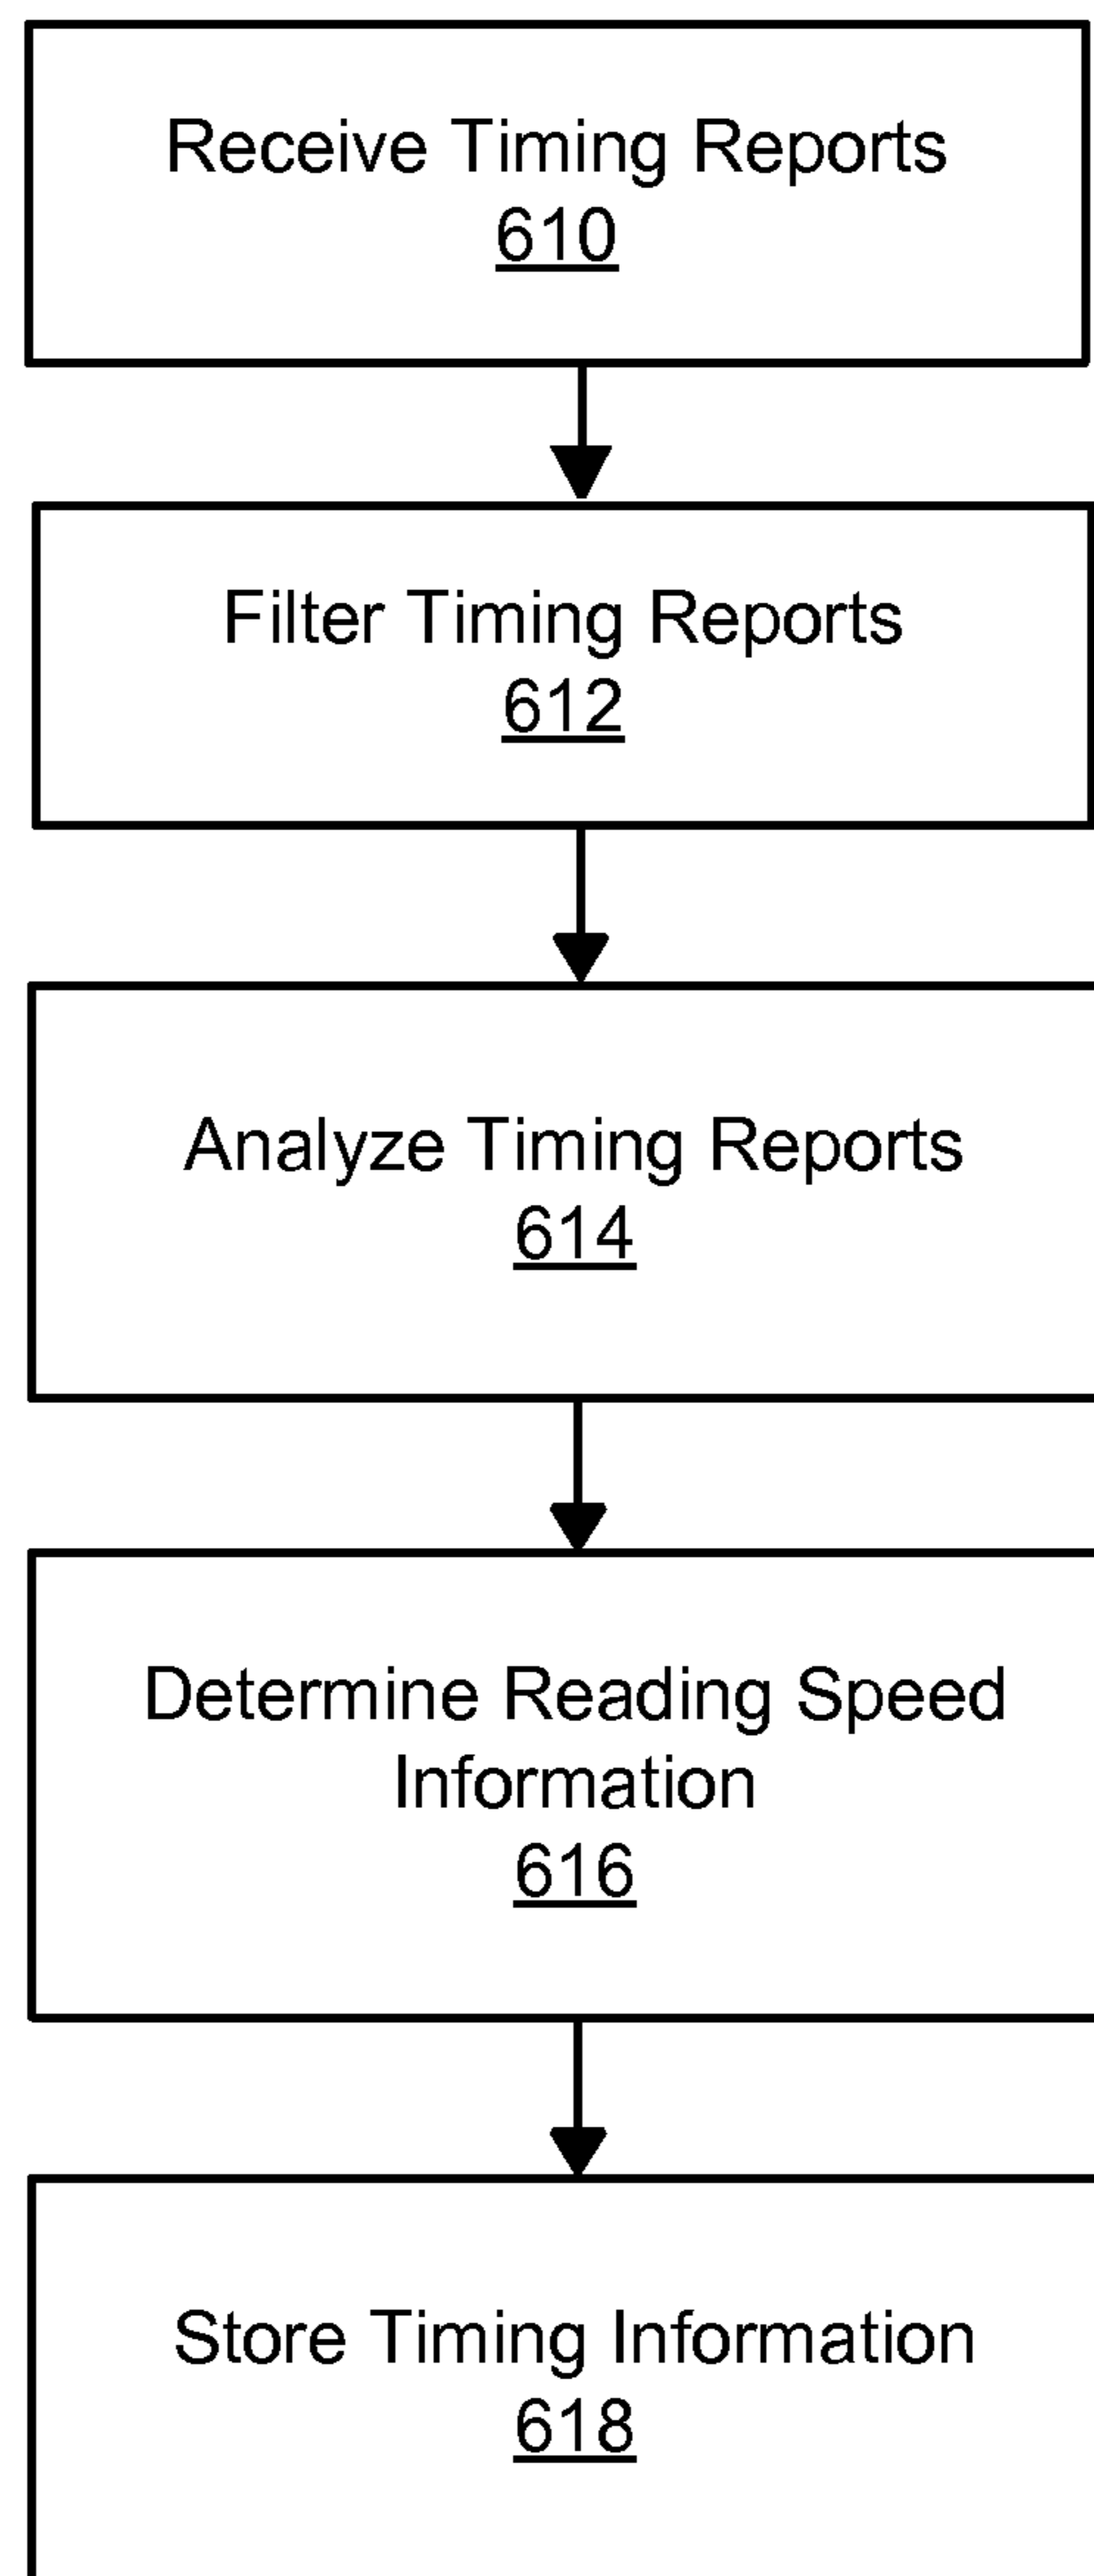 Receive Timing Reports
610
Filter Timing Reports
612
Analyze Timing Reports
614
Determine Reading Speed
Information
616
Store Timing Information
618